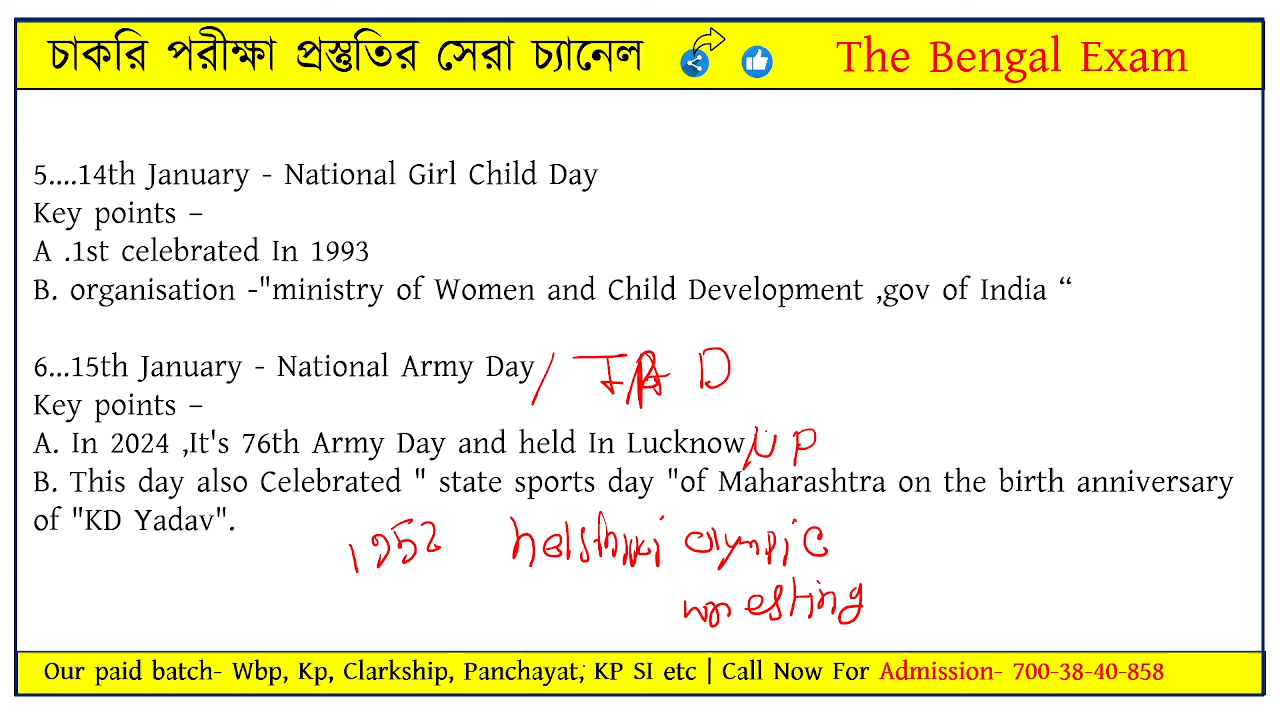 চাকরি পরীক্ষা প্রস্তুতির সেরা চ্যানেল The Bengal Exam
5....14th January - National Girl Child Day
Key points –
A .1st celebrated In 1993
B. organisation -"ministry of Women and Child Development ,gov of India “
6...15th January - National Army Day / I D
Key points –
A. In 2024 ,It's 76th Army Day and held In Lucknow / U P
B. This day also Celebrated " state sports day "of Maharashtra on the birth anniversary
of "KD Yadav".
1952 olympic
Our paid batch- Wbp, Kp, Clarkship, Panchayat; KP SI etc | Call Now For Admission- 700-38-40-858